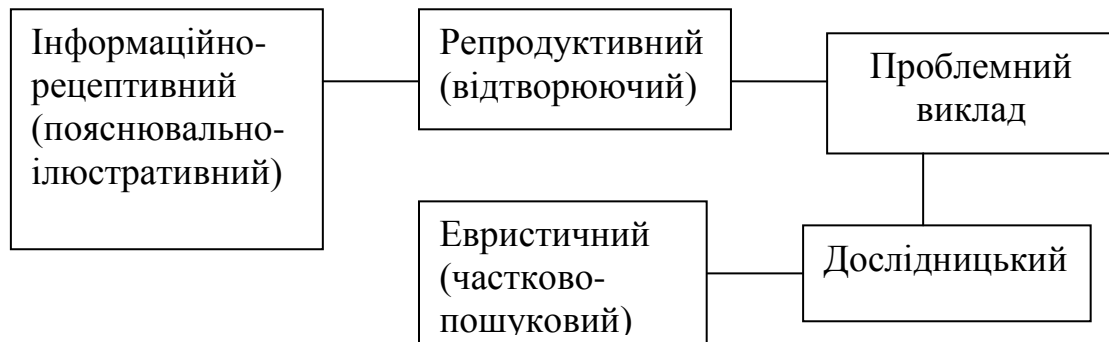 Інформаційно-
рецептивний
(пояснювально-
ілюстративний)
Репродуктивний
(відтворюючий)
Проблемний
виклад
Евристичний
(частково-
пошуковий)
Дослідницький